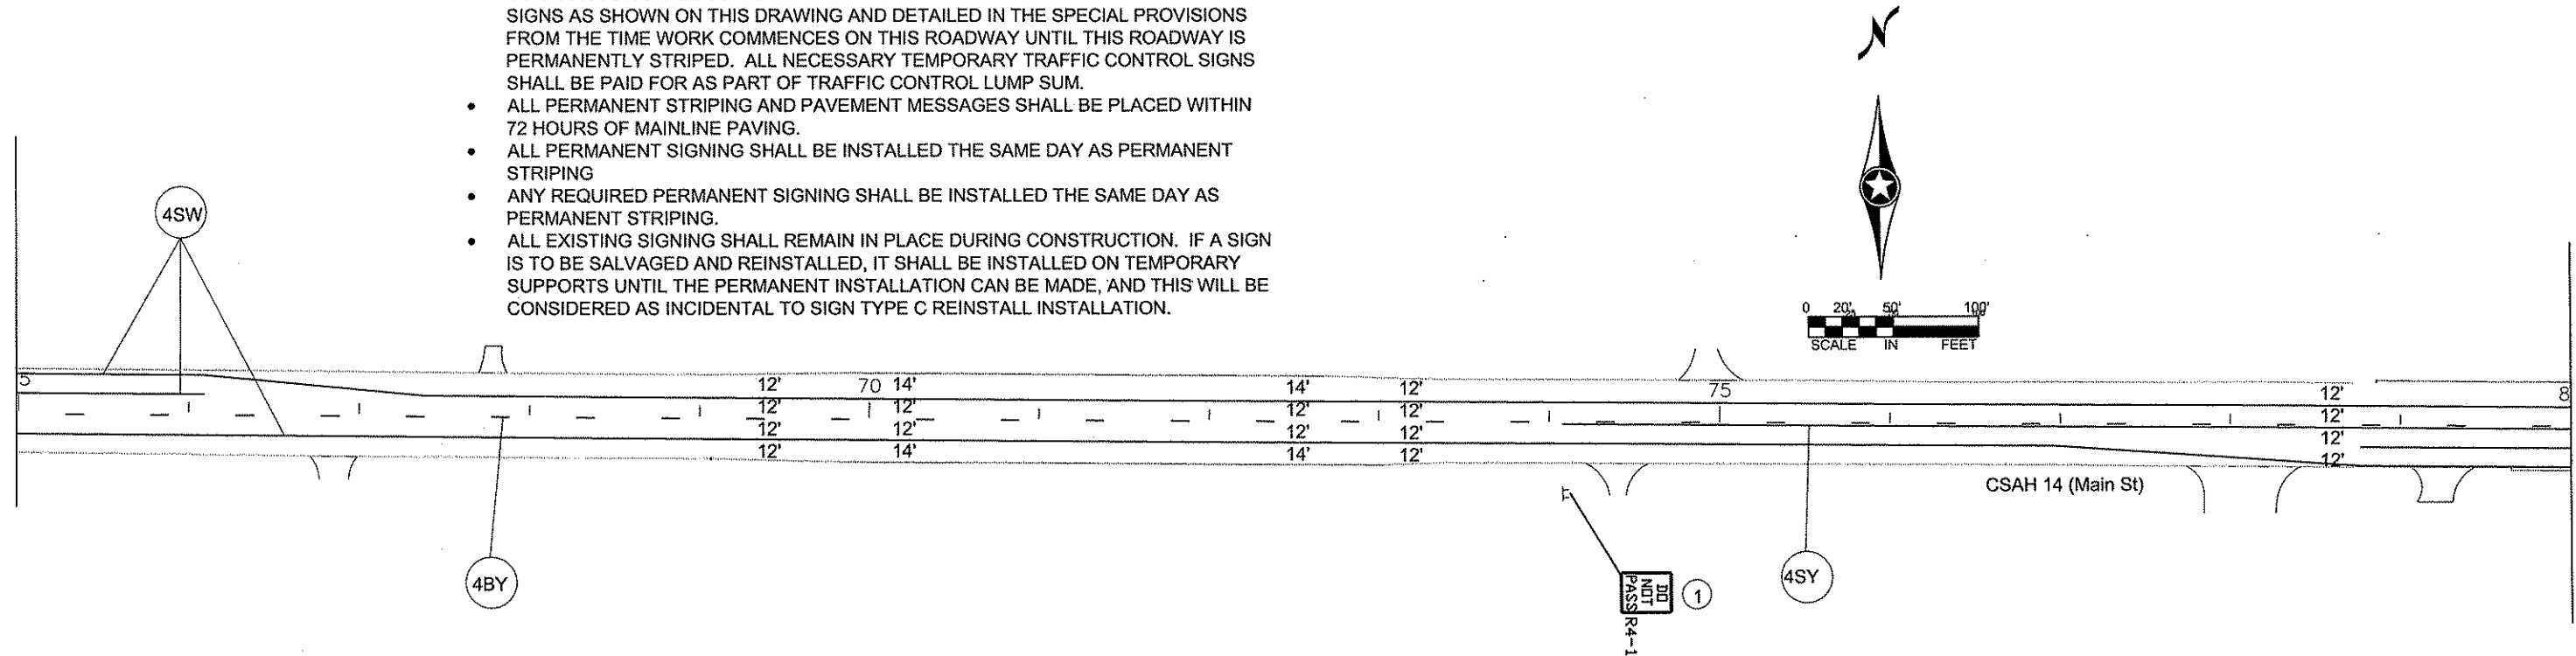 SIGNS AS SHOWN ON THIS DRAWING AND DETAILED IN THE SPECIAL PROVISIONS
FROM THE TIME WORK COMMENCES ON THIS ROADWAY UNTIL THIS ROADWAY IS
PERMANENTLY STRIPED. ALL NECESSARY TEMPORARY TRAFFIC CONTROL SIGNS
SHALL BE PAID FOR AS PART OF TRAFFIC CONTROL LUMP SUM.
• ALL PERMANENT STRIPING AND PAVEMENT MESSAGES SHALL BE PLACED WITHIN
72 HOURS OF MAINLINE PAVING.
• ALL PERMANENT SIGNING SHALL BE INSTALLED THE SAME DAY AS PERMANENT
STRIPING
• ANY REQUIRED PERMANENT SIGNING SHALL BE INSTALLED THE SAME DAY AS
PERMANENT STRIPING.
• ALL EXISTING SIGNING SHALL REMAIN IN PLACE DURING CONSTRUCTION. IF A SIGN
IS TO BE SALVAGED AND REINSTALLED, IT SHALL BE INSTALLED ON TEMPORARY
SUPPORTS UNTIL THE PERMANENT INSTALLATION CAN BE MADE, AND THIS WILL BE
CONSIDERED AS INCIDENTAL TO SIGN TYPE C REINSTALL INSTALLATION.
N
0 20' 50' 100'
SCALE IN FEET
4SW
5 12' 70 14' 14' 12' 75 12' 8
12' 12' 12' 12' 12'
12' 12' 12' 12' 12'
12' 14' 14' 12' 12'
CSAH 14 (Main St)
4BY
4SY
DO
NOT
PASS
R4-1
1